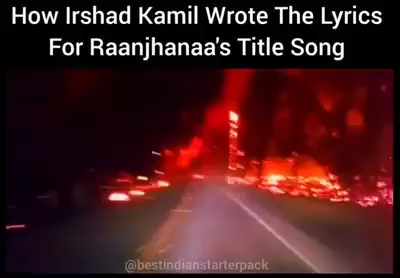 How Irshad Kamil Wrote The Lyrics
For Raanjhanaa's Title Song
@bestindianstarterpack